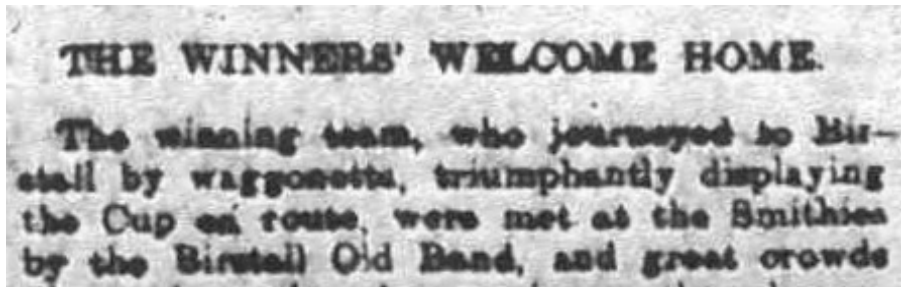 THE WINNERS' WELCOME HOME.
The winning team, who journeyed to Bir-
stall by waggonette, triumphantly displaying
the Cup en route, were met at the Smithies
by the Birstall Old Band, and great crowds